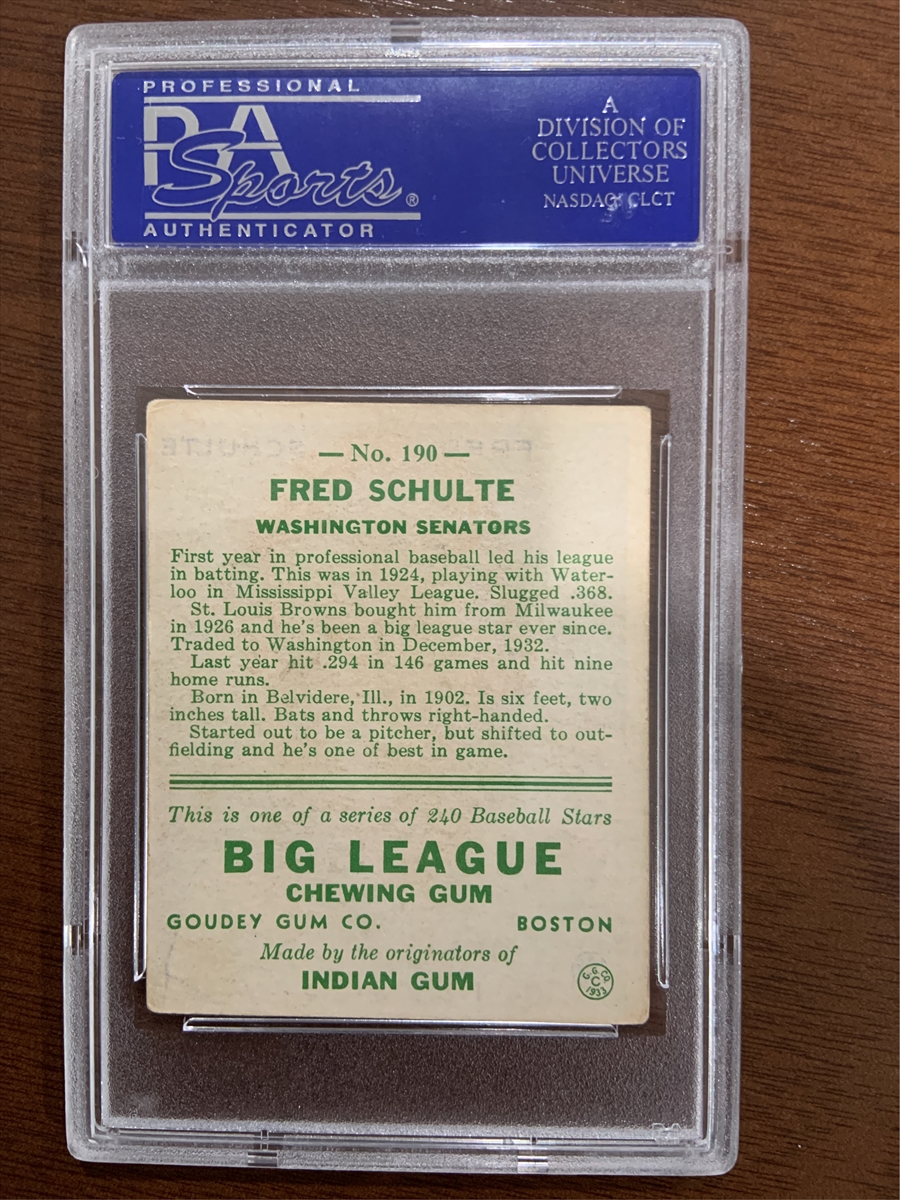 PROFESSIONAL
PSA
Sports®
AUTHENTICATOR
A
DIVISION OF
COLLECTORS
UNIVERSE
NASDAQ: CLCT
— No. 190 —
FRED SCHULTE
WASHINGTON SENATORS
First year in professional baseball led his league
in batting. This was in 1924, playing with Water-
loo in Mississippi Valley League. Slugged .368.
St. Louis Browns bought him from Milwaukee
in 1926 and he's been a big league star ever since.
Traded to Washington in December, 1932.
Last year hit .294 in 146 games and hit nine
home runs.
Born in Belvidere, Ill., in 1902. Is six feet, two
inches tall. Bats and throws right-handed.
Started out to be a pitcher, but shifted to out-
fielding and he's one of best in game.
This is one of a series of 240 Baseball Stars
BIG LEAGUE
CHEWING GUM
GOUDEY GUM CO. BOSTON
Made by the originators of
INDIAN GUM
G. G. CO.
C
1933